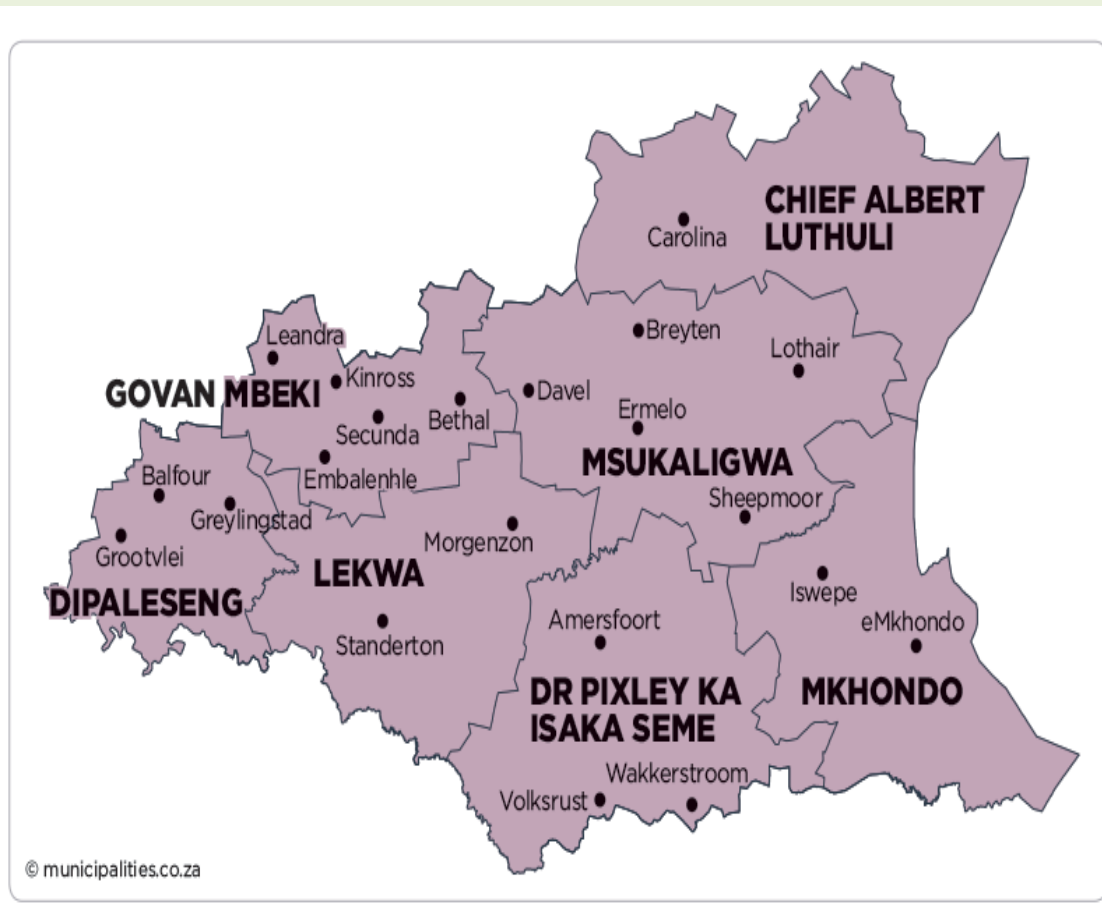 CHIEF ALBERT
LUTHULI
Carolina
Breyten
Lothair
Leandra
GOVAN MBEKI
Kinross
Davel
Bethal
Ermelo
Secunda
MSUKALIGWA
Embalenhle
Balfour
Sheepmoor
Greylingstad
Morgenzon
Grootvlei
LEKWA
Iswepe
DIPALESENG
Amersfoort
eMkhondo
Standerton
DR PIXLEY KA
ISAKA SEME
MKHONDO
Wakkerstroom
Volksrust
© municipalities.co.za